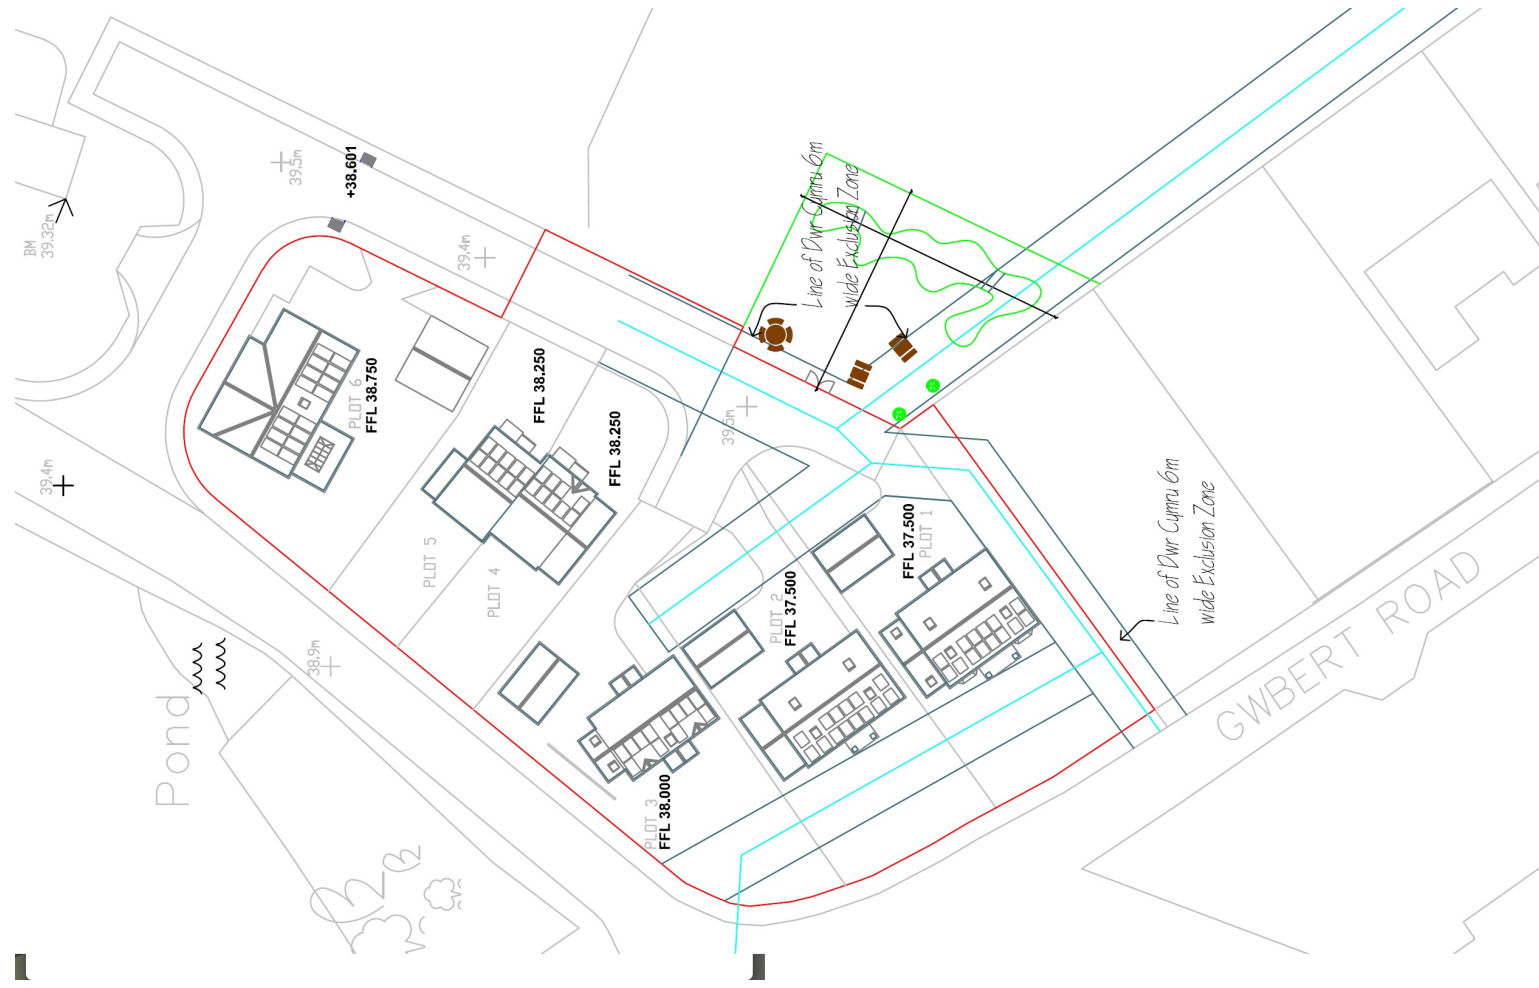 BM
39.32m
39.5m
+38.601
39.4m
39.4m
PLOT 6
FFL 38.750
FFL 38.250
FFL 38.250
PLOT 5
PLOT 4
Line of Dwr Cymru 6m
wide Exclusion Zone
39.5m
FFL 37.500
PLOT 1
PLOT 2
FFL 37.500
PLOT 3
FFL 38.000
38.9m
Pond
Line of Dwr Cymru 6m
wide Exclusion Zone
GWBERT ROAD